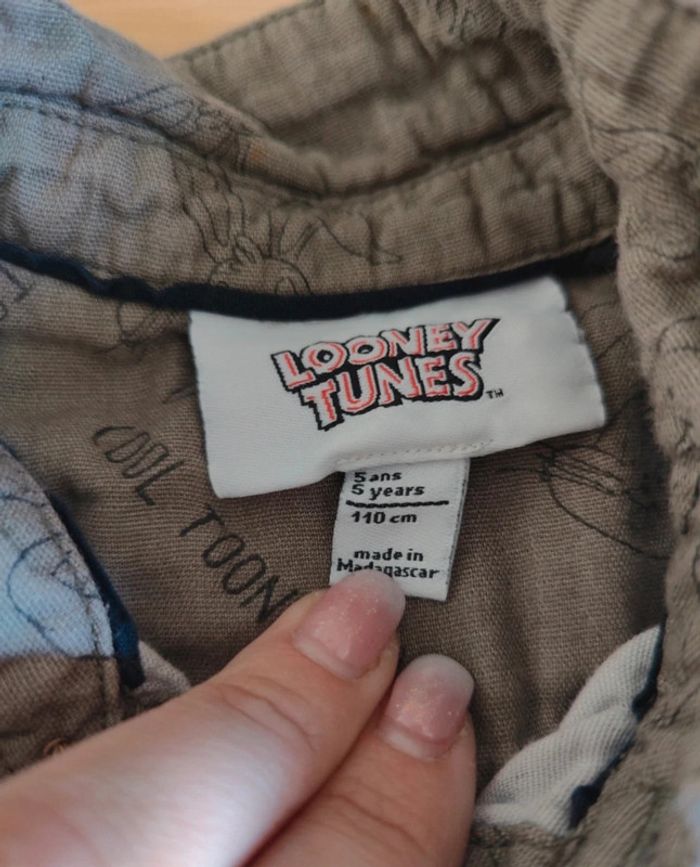 LOONEY
TUNES
TM
5 ans
5 years
110 cm
made in
Madagascar
COOL TOON